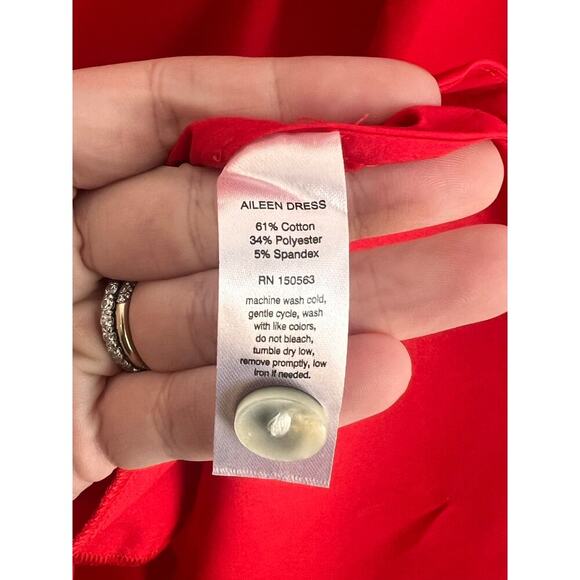 AILEEN DRESS
61% Cotton
34% Polyester
5% Spandex
RN 150563
machine wash cold,
gentle cycle, wash
with like colors,
do not bleach,
tumble dry low,
remove promptly, low
iron if needed.